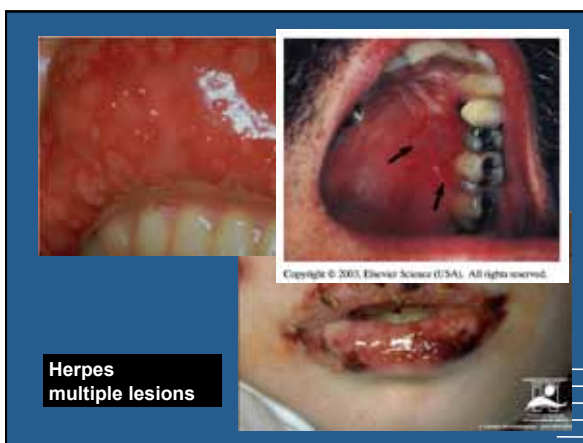 Copyright © 2003, Elsevier Science (USA). All rights reserved.
Herpes
multiple lesions